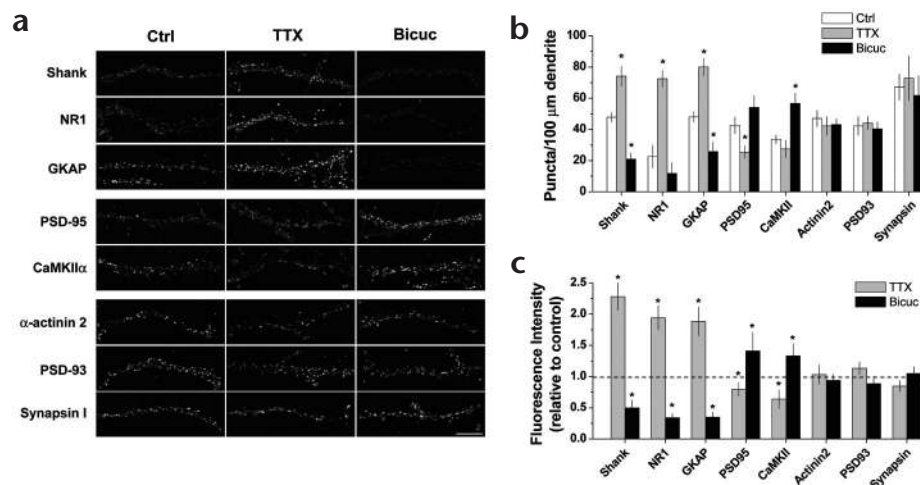 a
Ctrl TTX Bicuc
Shank
NR1
GKAP
PSD-95
CaMKIIα
α-actinin 2
PSD-93
Synapsin I
b
Ctrl
TTX
Bicuc
Puncta/100 μm dendrite
100
80
60
40
20
0
* * * * * * *
Shank NR1 GKAP PSD95 CaMKII Actinin2 PSD93 Synapsin
c
TTX
Bicuc
Fluorescence Intensity
(relative to control)
2.5
2.0
1.5
1.0
0.5
0.0
* * * * * * * * * *
Shank NR1 GKAP PSD95 CaMKII Actinin2 PSD93 Synapsin